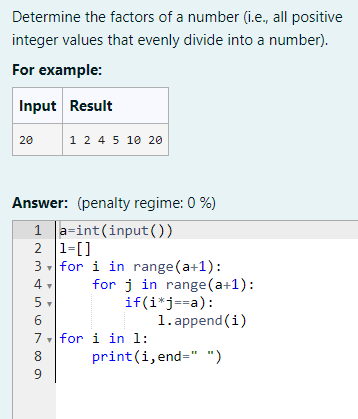 Determine the factors of a number (i.e., all positive
integer values that evenly divide into a number).
For example:
Input Result
20 1 2 4 5 10 20
Answer: (penalty regime: 0 %)
1 a=int(input())
2 l=[]
3 for i in range(a+1):
4     for j in range(a+1):
5         if(i*j==a):
6             l.append(i)
7 for i in l:
8     print(i,end=" ")
9